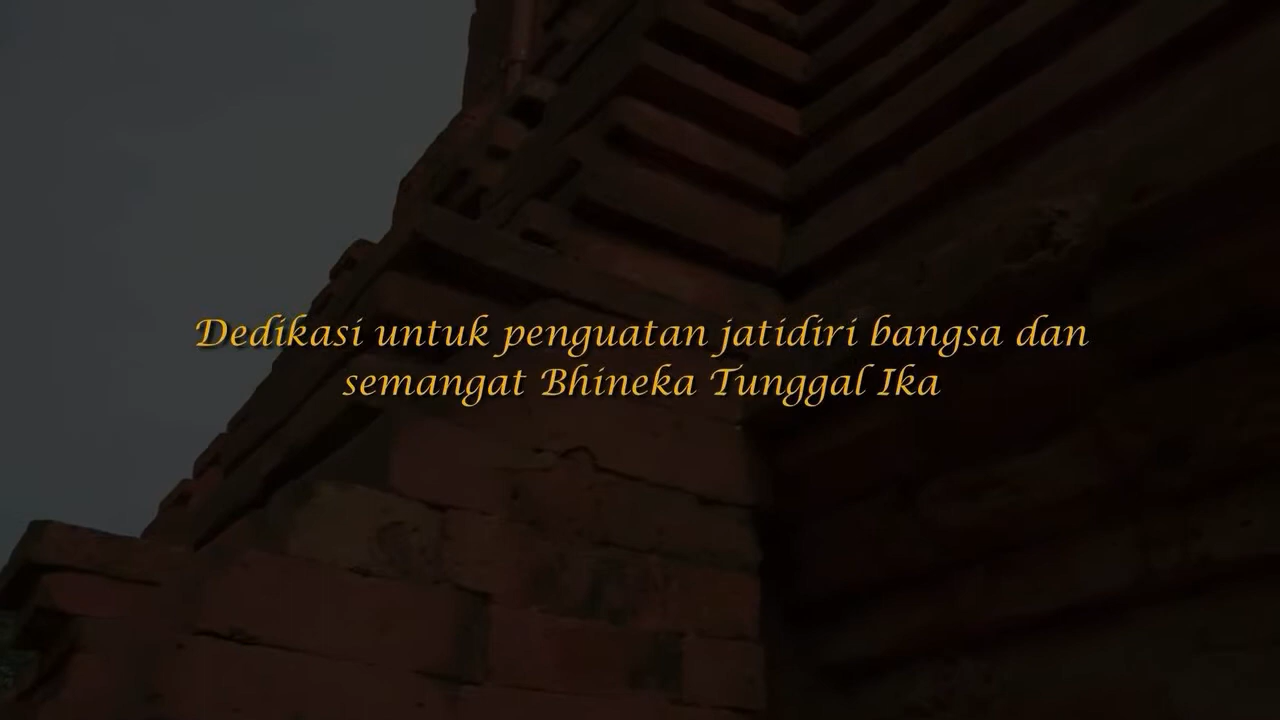 Dedikasi untuk penguatan jatidiri bangsa dan
semangat Bhineka Tunggal Ika